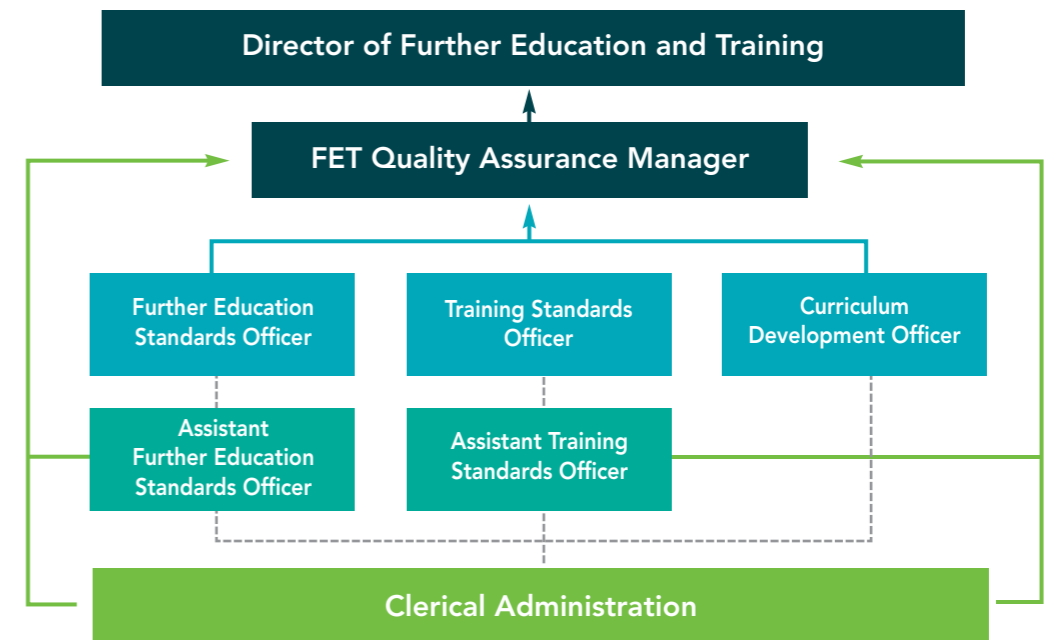 Director of Further Education and Training
FET Quality Assurance Manager
Further Education
Standards Officer
Training Standards
Officer
Curriculum
Development Officer
Assistant
Further Education
Standards Officer
Assistant Training
Standards Officer
Clerical Administration